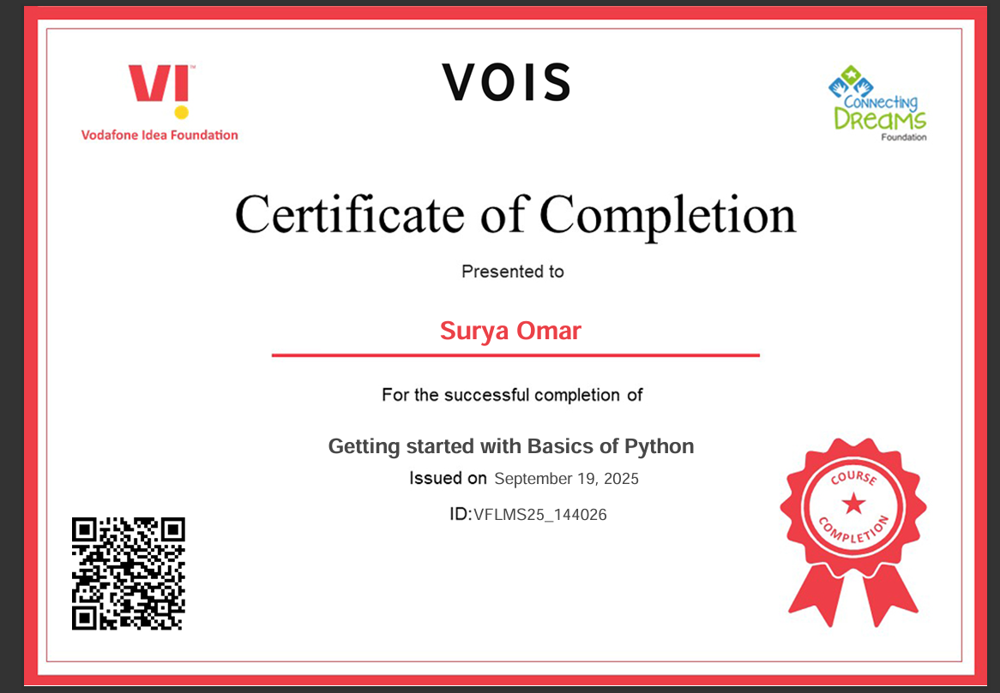 VI™
Vodafone Idea Foundation
VOIS
Connecting
Dreams
Foundation
Certificate of Completion
Presented to
Surya Omar
For the successful completion of
Getting started with Basics of Python
Issued on September 19, 2025
ID:VFLMS25_144026
COURSE
COMPLETION